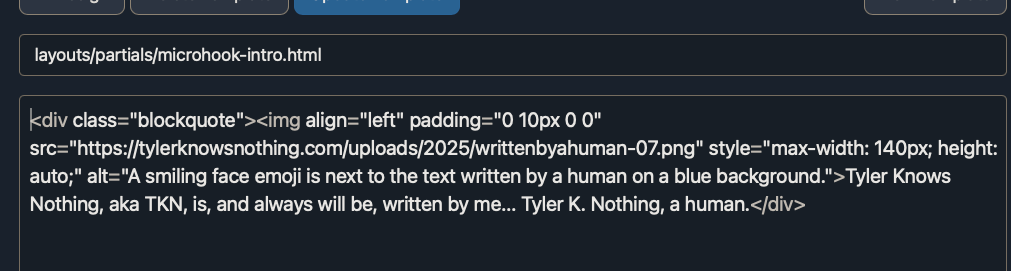 layouts/partials/microhook-intro.html
<div class="blockquote"><img align="left" padding="0 10px 0 0"
src="https://tylerknowsnothing.com/uploads/2025/writtenbyahuman-07.png" style="max-width: 140px; height:
auto;" alt="A smiling face emoji is next to the text written by a human on a blue background.">Tyler Knows
Nothing, aka TKN, is, and always will be, written by me... Tyler K. Nothing, a human.</div>